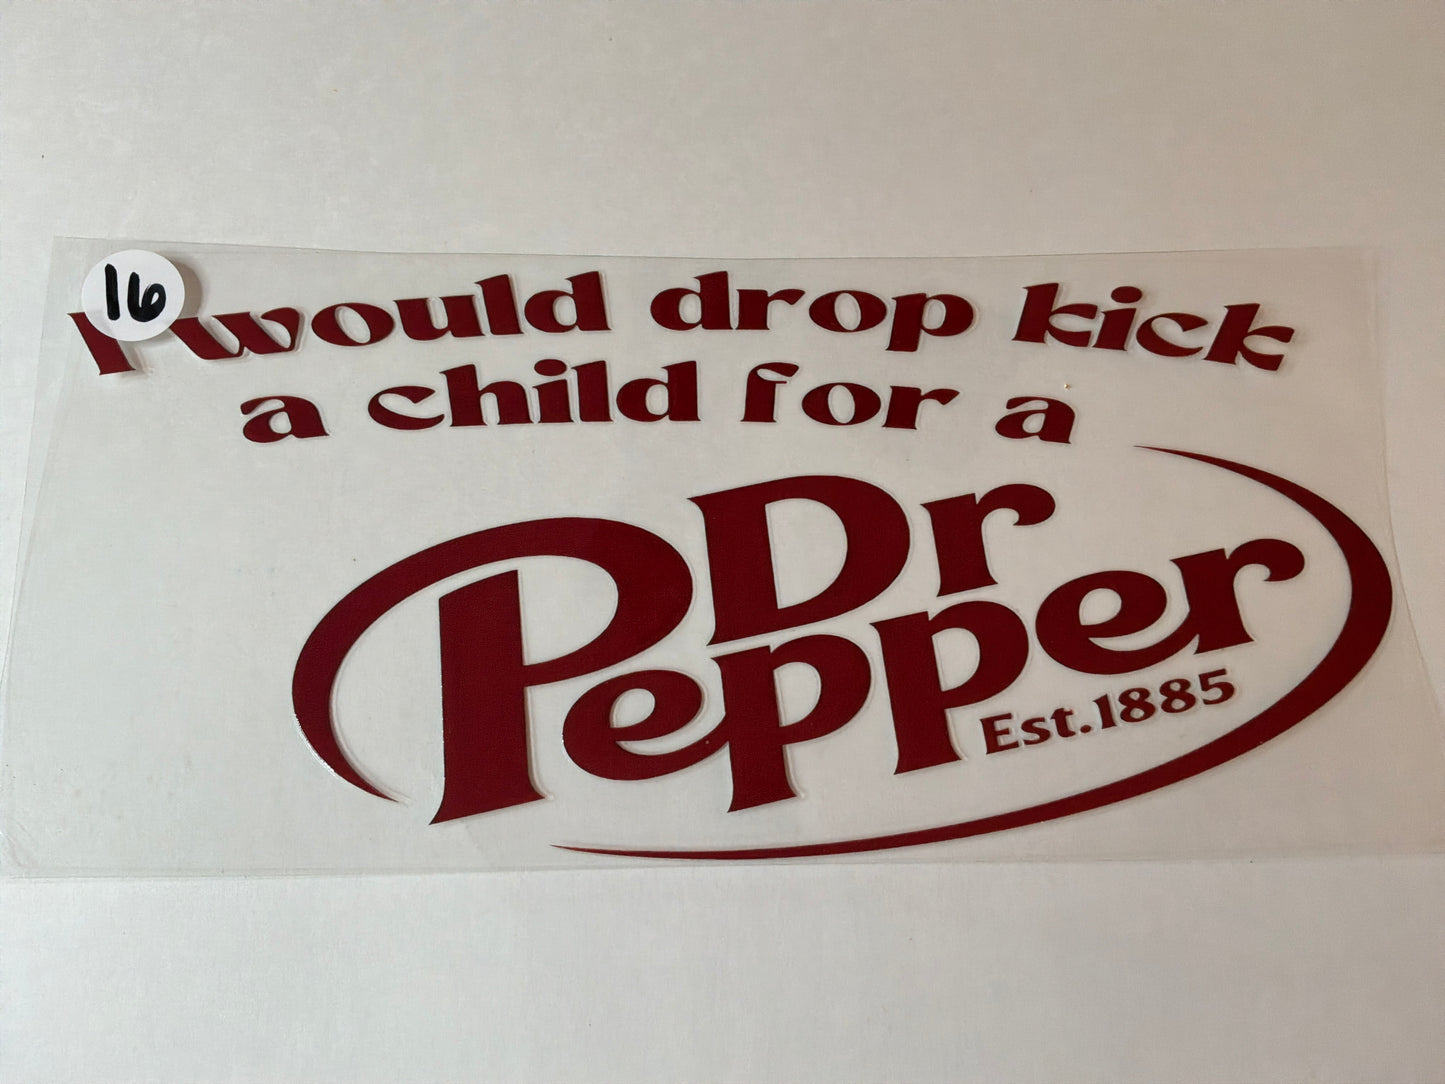 16
I would drop kick
a child for a
Dr
Pepper
Est.1885